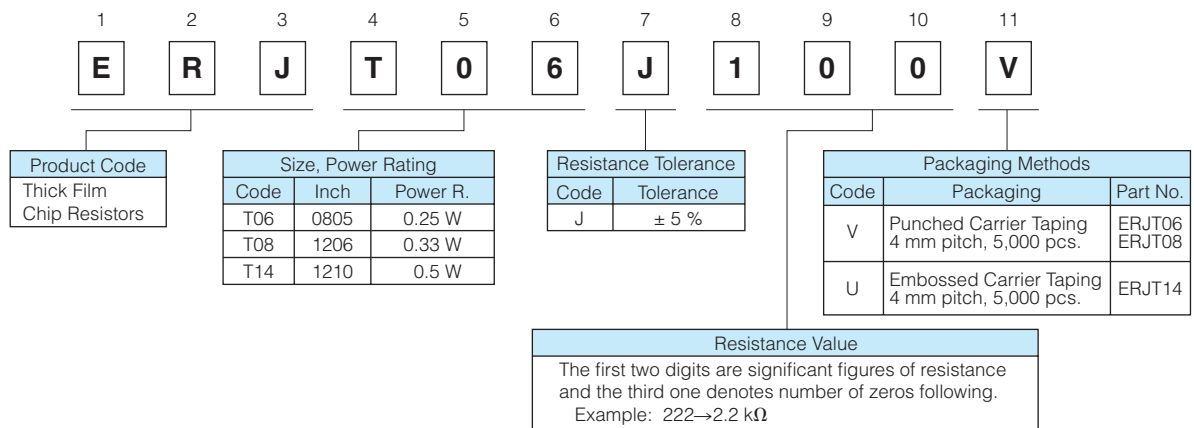 1 2 3 4 5 6 7 8 9 10 11
E R J T 0 6 J 1 0 0 V
Product Code
Thick Film
Chip Resistors
Size, Power Rating
Code Inch Power R.
T06 0805 0.25 W
T08 1206 0.33 W
T14 1210 0.5 W
Resistance Tolerance
Code Tolerance
J ± 5 %
Packaging Methods
Code Packaging Part No.
V Punched Carrier Taping
4 mm pitch, 5,000 pcs.
ERJT06
ERJT08
U Embossed Carrier Taping
4 mm pitch, 5,000 pcs.
ERJT14
Resistance Value
The first two digits are significant figures of resistance
and the third one denotes number of zeros following.
Example: 222→2.2 kΩ